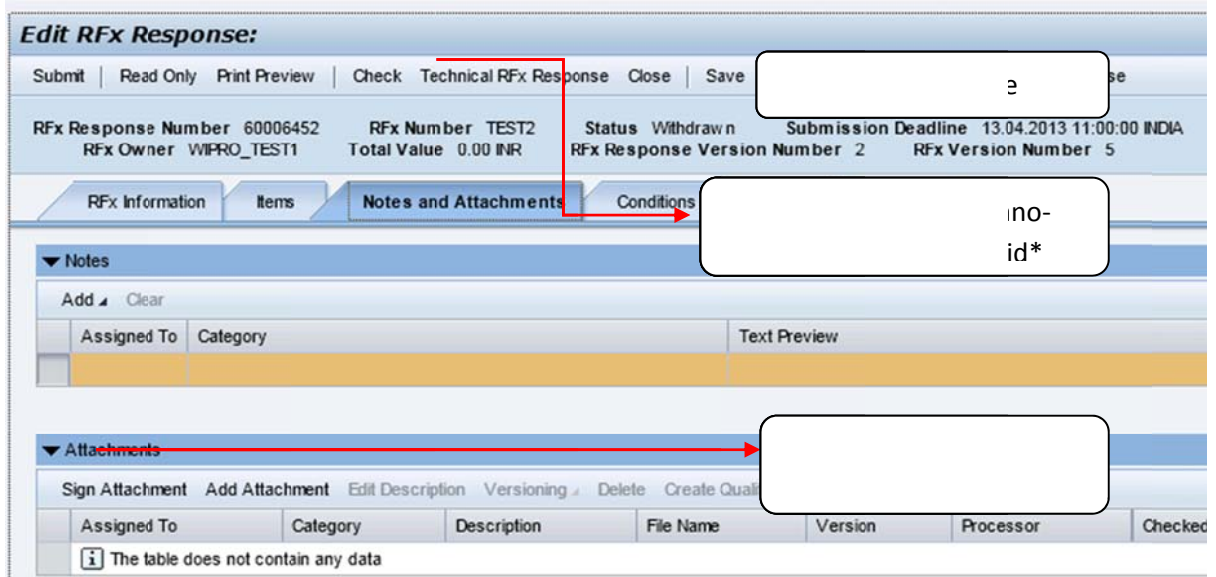 Edit RFx Response:
Submit | Read Only Print Preview | Check Technical RFx Response Close | Save
RFx Response Number 60006452 RFx Number TEST2 Status Withdrawn Submission Deadline 13.04.2013 11:00:00 INDIA
RFx Owner WIPRO_TEST1 Total Value 0.00 INR RFx Response Version Number 2 RFx Version Number 5
RFx Information Items Notes and Attachments Conditions
Notes
Add Clear
Assigned To Category Text Preview
Attachments
Sign Attachment Add Attachment Edit Description Versioning Delete Create
Assigned To Category Description File Name Version Processor Checked
The table does not contain any data